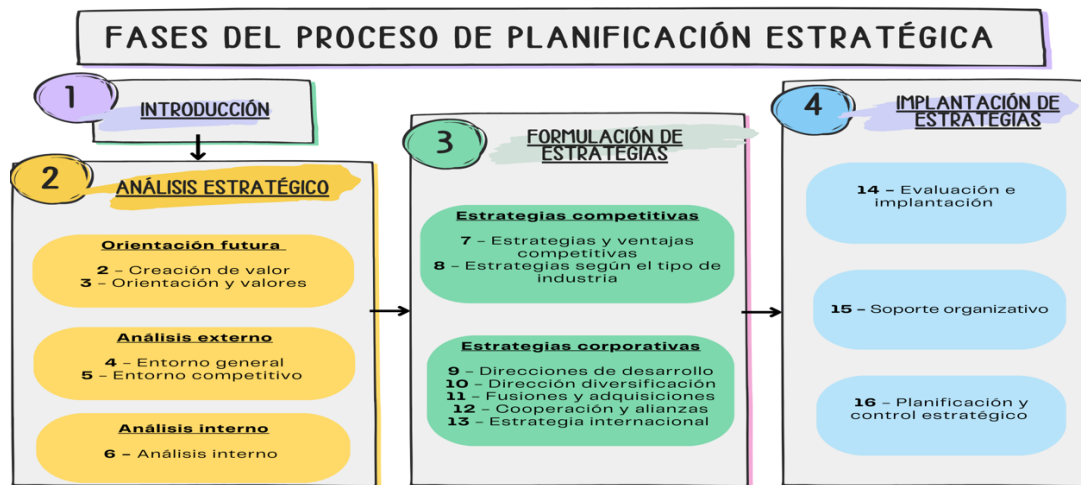 FASES DEL PROCESO DE PLANIFICACIÓN ESTRATÉGICA
1
INTRODUCCIÓN
2
ANÁLISIS ESTRATÉGICO
Orientación futura
2 – Creación de valor
3 – Orientación y valores
Análisis externo
4 – Entorno general
5 – Entorno competitivo
Análisis interno
6 – Análisis interno
3
FORMULACIÓN DE
ESTRATEGIAS
Estrategias competitivas
7 – Estrategias y ventajas
competitivas
8 – Estrategias según el tipo de
industria
Estrategias corporativas
9 – Direcciones de desarrollo
10 – Dirección diversificación
11 – Fusiones y adquisiciones
12 – Cooperación y alianzas
13 – Estrategia internacional
4
IMPLANTACIÓN DE
ESTRATEGIAS
14 – Evaluación e
implantación
15 – Soporte organizativo
16 – Planificación y
control estratégico